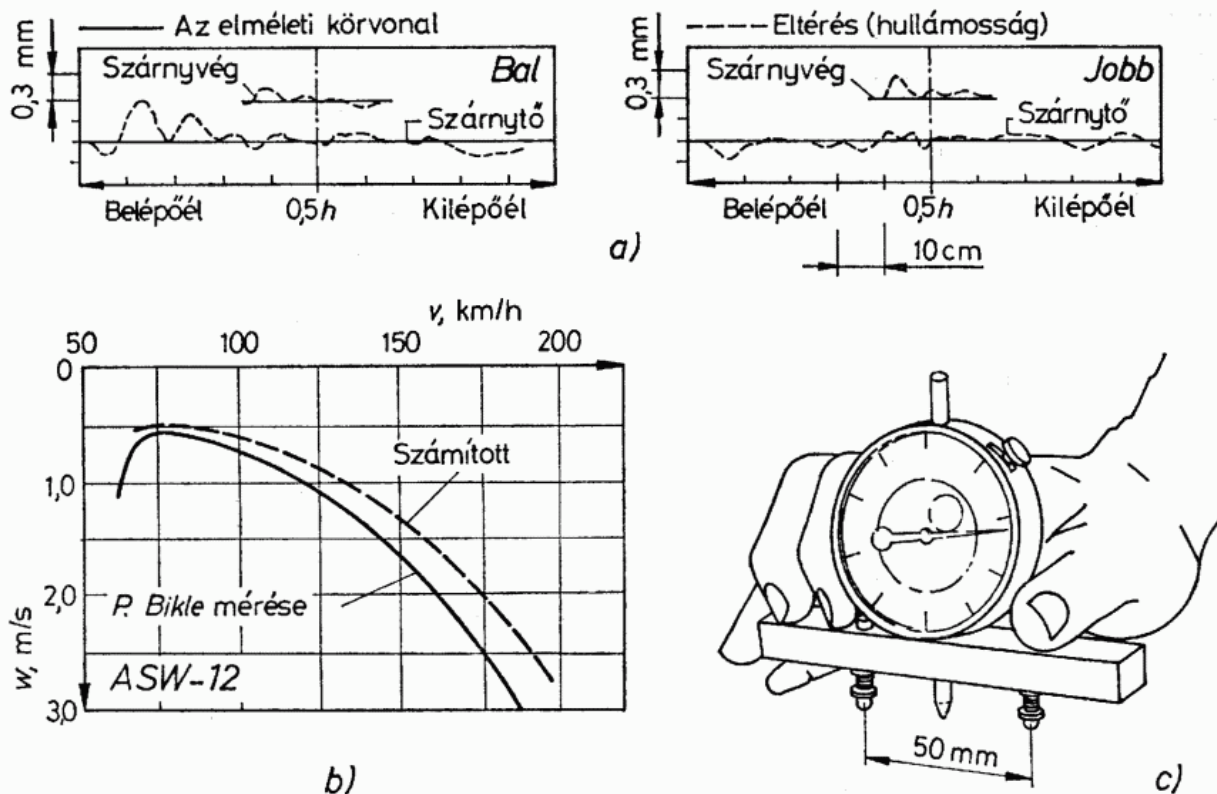 Az elméleti körvonal
Eltérés (hullámosság)
0,3 mm
Szárnyvég
Bal
Szárnytő
Belépőél
0,5h
Kilépőél
0,3 mm
Szárnyvég
Jobb
Szárnytő
Belépőél
0,5h
Kilépőél
10 cm
a)
v, km/h
50
100
150
200
0
1,0
2,0
3,0
w, m/s
Számított
P. Bikle mérése
ASW-12
b)
50 mm
c)